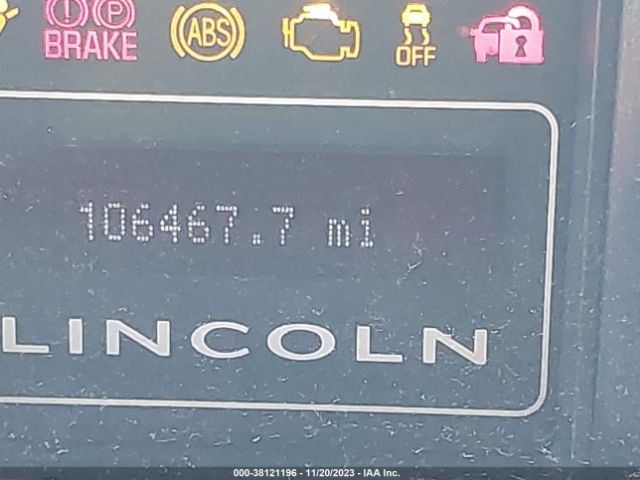 BRAKE
ABS
OFF
106467.7 mi
LINCOLN
000-38121196 - 11/20/2023 - IAA Inc.